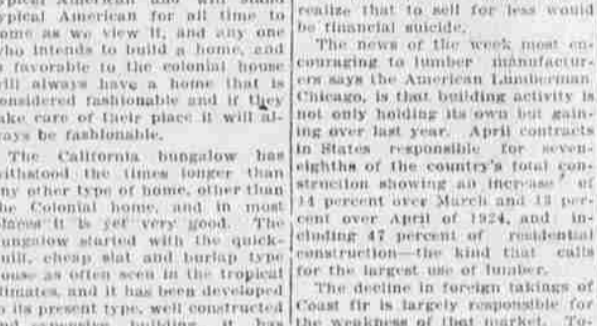 typical American for all time to
come as we view it, and any one
who intends to build a home, and
is favorable to the colonial house
will always have a home that is
considered fashionable and if they
take care of their place it will al-
ways be fashionable.
The California bungalow has
withstood the times longer than
any other type of home, other than
the Colonial home, and in most
places it is yet very good. The
bungalow started with the quick-
built, cheap slat and burlap type
house as often seen in the tropical
climates, and it has been developed
to its present type, well constructed
building, it has
realize that to sell for less would
be financial suicide.
The news of the week most en-
couraging to lumber manufactur-
ers says the American Lumberman
Chicago, is that building activity is
not only holding its own but gain-
ing over last year. April contracts
in States responsible for seven-
eighths of the country's total con-
struction showing an increase of
14 percent over March and 13 per-
cent over April of 1924, and in-
cluding 47 percent of residential
construction—the kind that calls
for the largest use of lumber.
The decline in foreign takings of
Coast fir is largely responsible for
the weakness of that market. To-